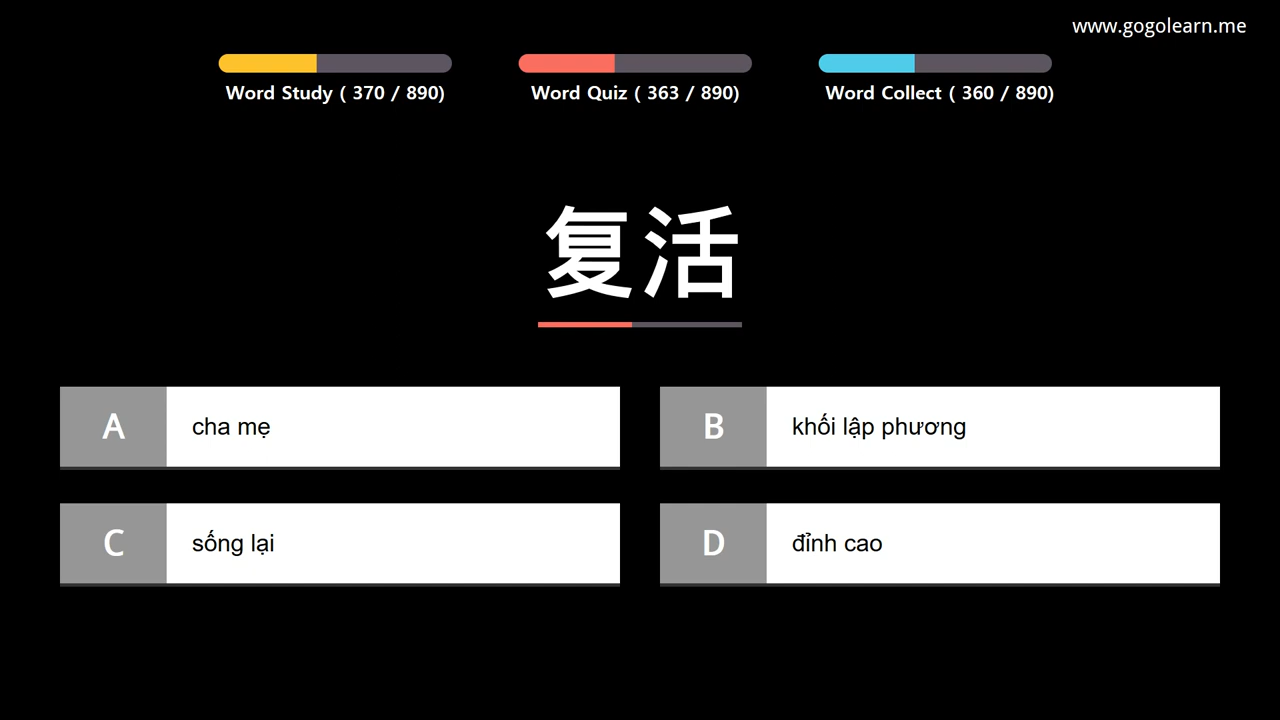 www.gogolearn.me
Word Study ( 370 / 890)
Word Quiz ( 363 / 890)
Word Collect ( 360 / 890)
复活
A cha mẹ
B khối lập phương
C sống lại
D đỉnh cao